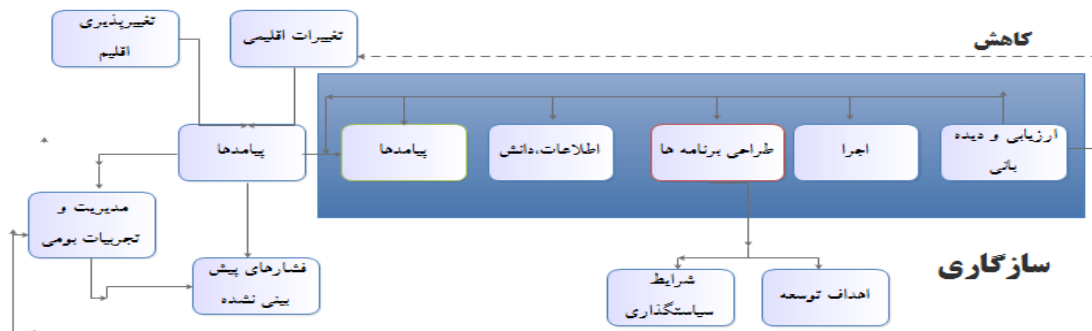 تغییرپذیری
اقلیم
تغییرات اقلیمی
کاهش
ارزیابی و دیده
بانی
اجرا
طراحی برنامه ها
اطلاعات،دانش
پیامدها
پیامدها
مدیریت و
تجربیات بومی
فشارهای پیش
بینی نشده
سازگاری
اهداف توسعه
شرایط
سیاستگذاری